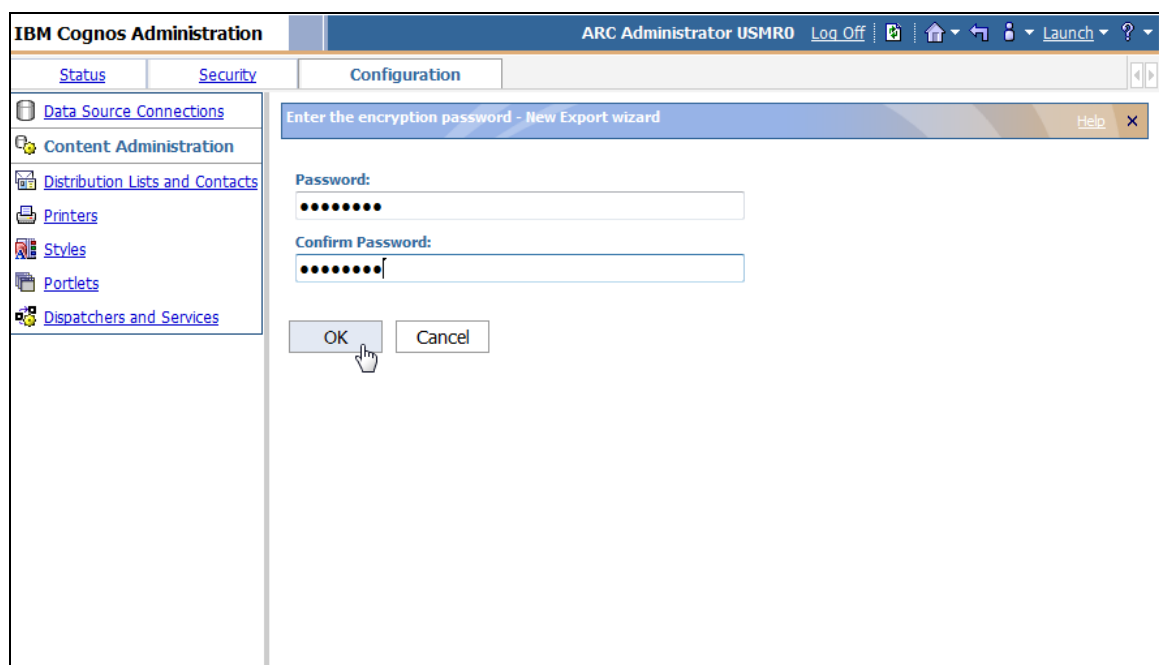 IBM Cognos Administration
ARC Administrator USMR0 Log Off Launch ?
Status Security Configuration
Data Source Connections
Content Administration
Distribution Lists and Contacts
Printers
Styles
Portlets
Dispatchers and Services
Enter the encryption password - New Export wizard Help X
Password:
••••••••
Confirm Password:
••••••••
OK Cancel